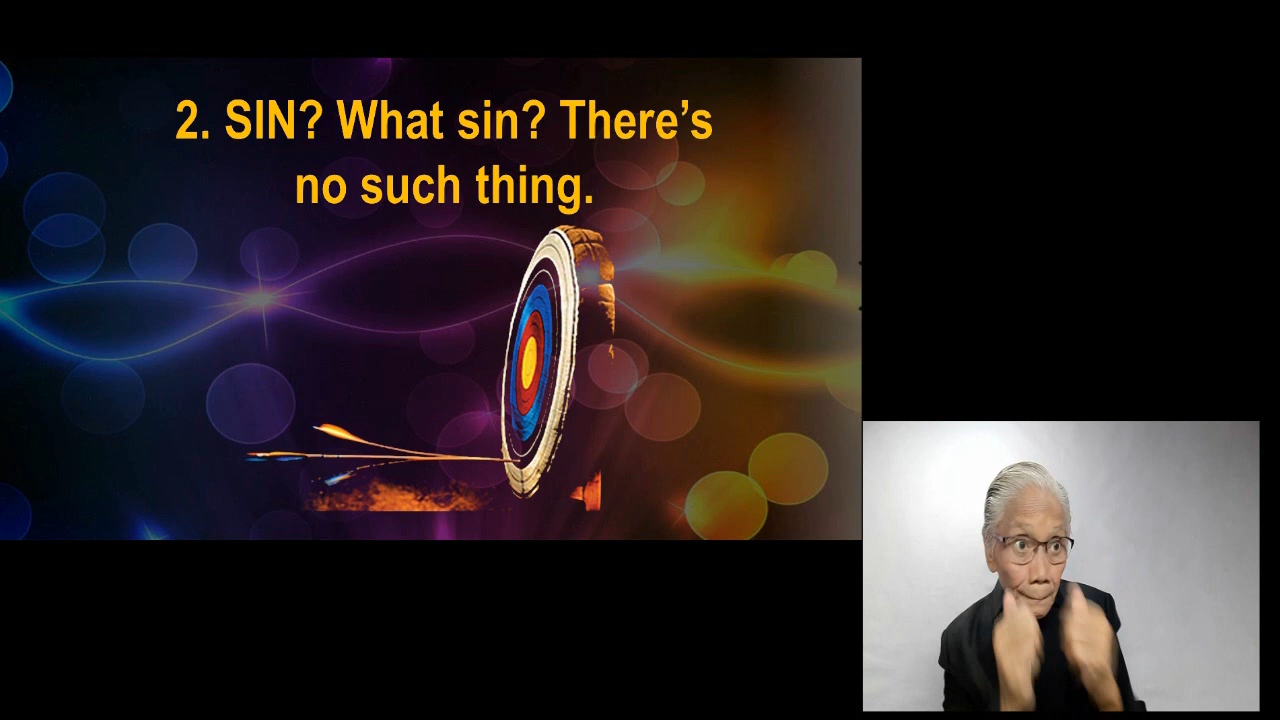 2. SIN? What sin? There’s
no such thing.